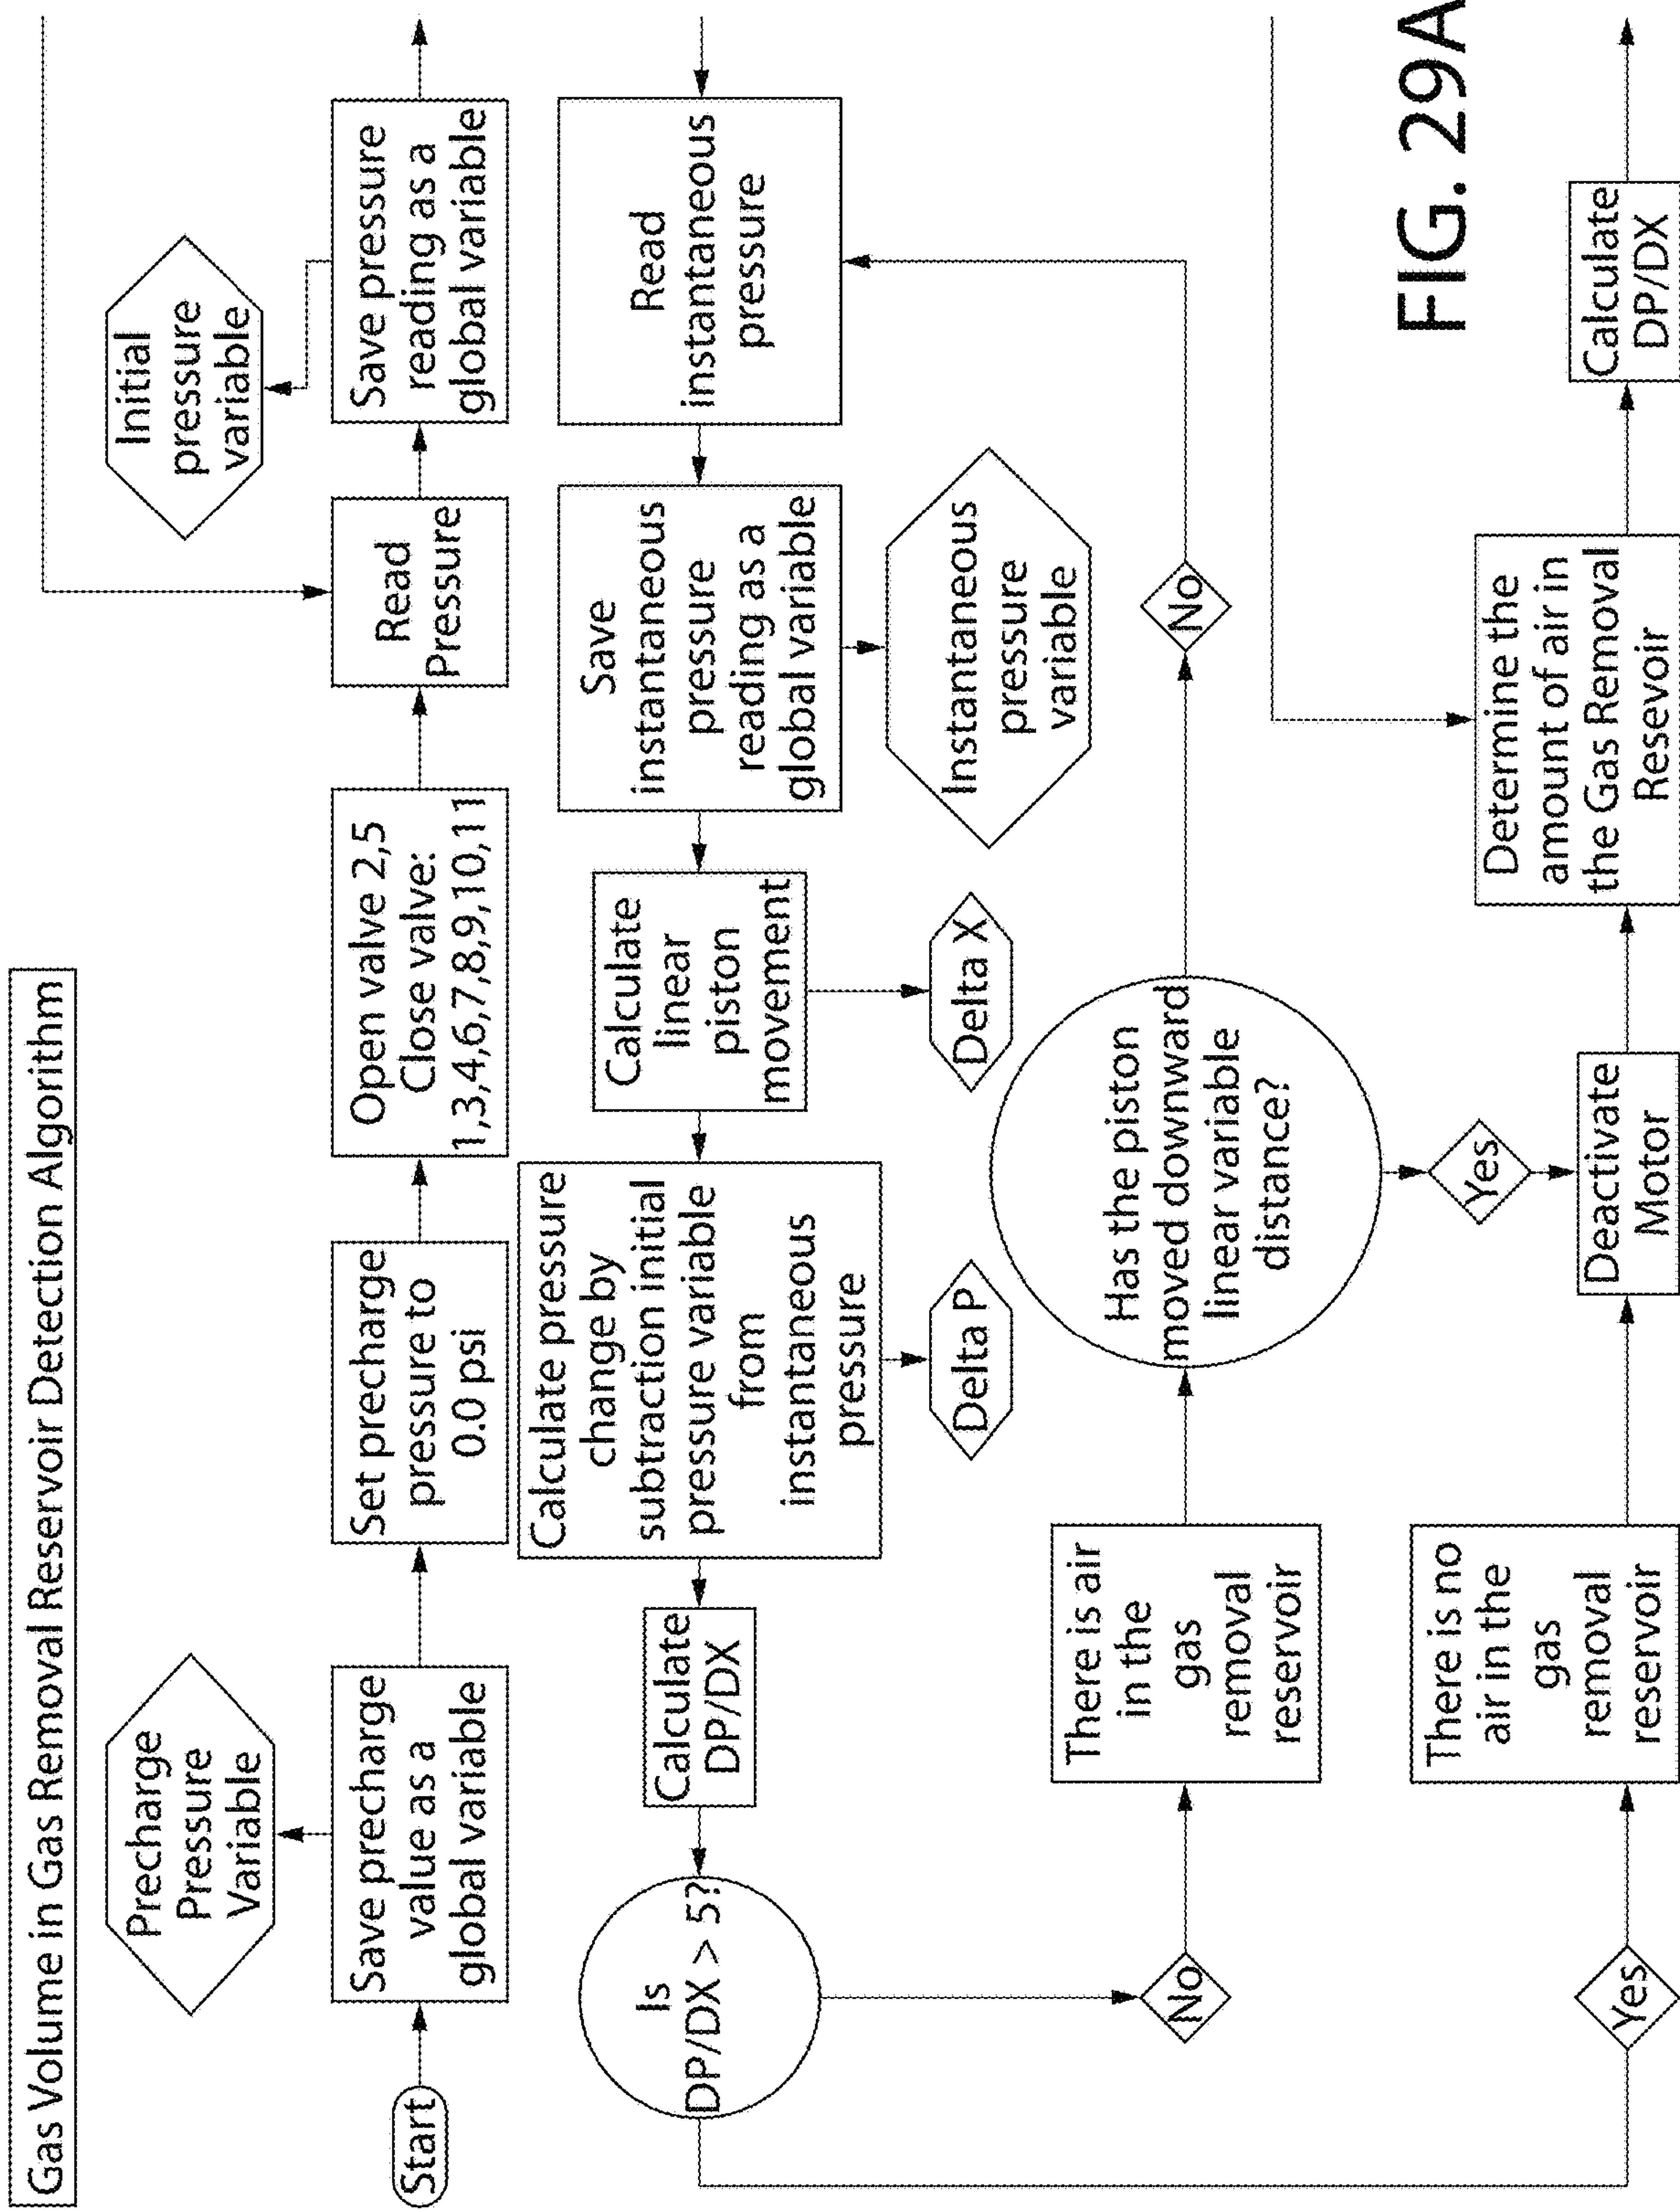 Gas Volume in Gas Removal Reservoir Detection Algorithm
Precharge
Pressure
Variable
Initial
pressure
variable
Start
Save precharge
value as a
global variable
Set precharge
pressure to
0.0 psi
Open valve 2,5
Close valve:
1,3,4,6,7,8,9,10,11
Read
Pressure
Save pressure
reading as a
global variable
Is
DP/DX > 5?
Calculate
DP/DX
Calculate pressure
change by
subtraction initial
pressure variable
from
instantaneous
pressure
Calculate
linear
piston
movement
Save
instantaneous
pressure
reading as a
global variable
Read
instantaneous
pressure
Delta P
Delta X
Instantaneous
pressure
variable
No
There is air
in the
gas
removal
reservoir
Has the piston
moved downward
linear variable
distance?
No
Yes
Yes
There is no
air in the
gas
removal
reservoir
Deactivate
Motor
Determine the
amount of air in
the Gas Removal
Resevoir
Calculate
DP/DX
FIG. 29A